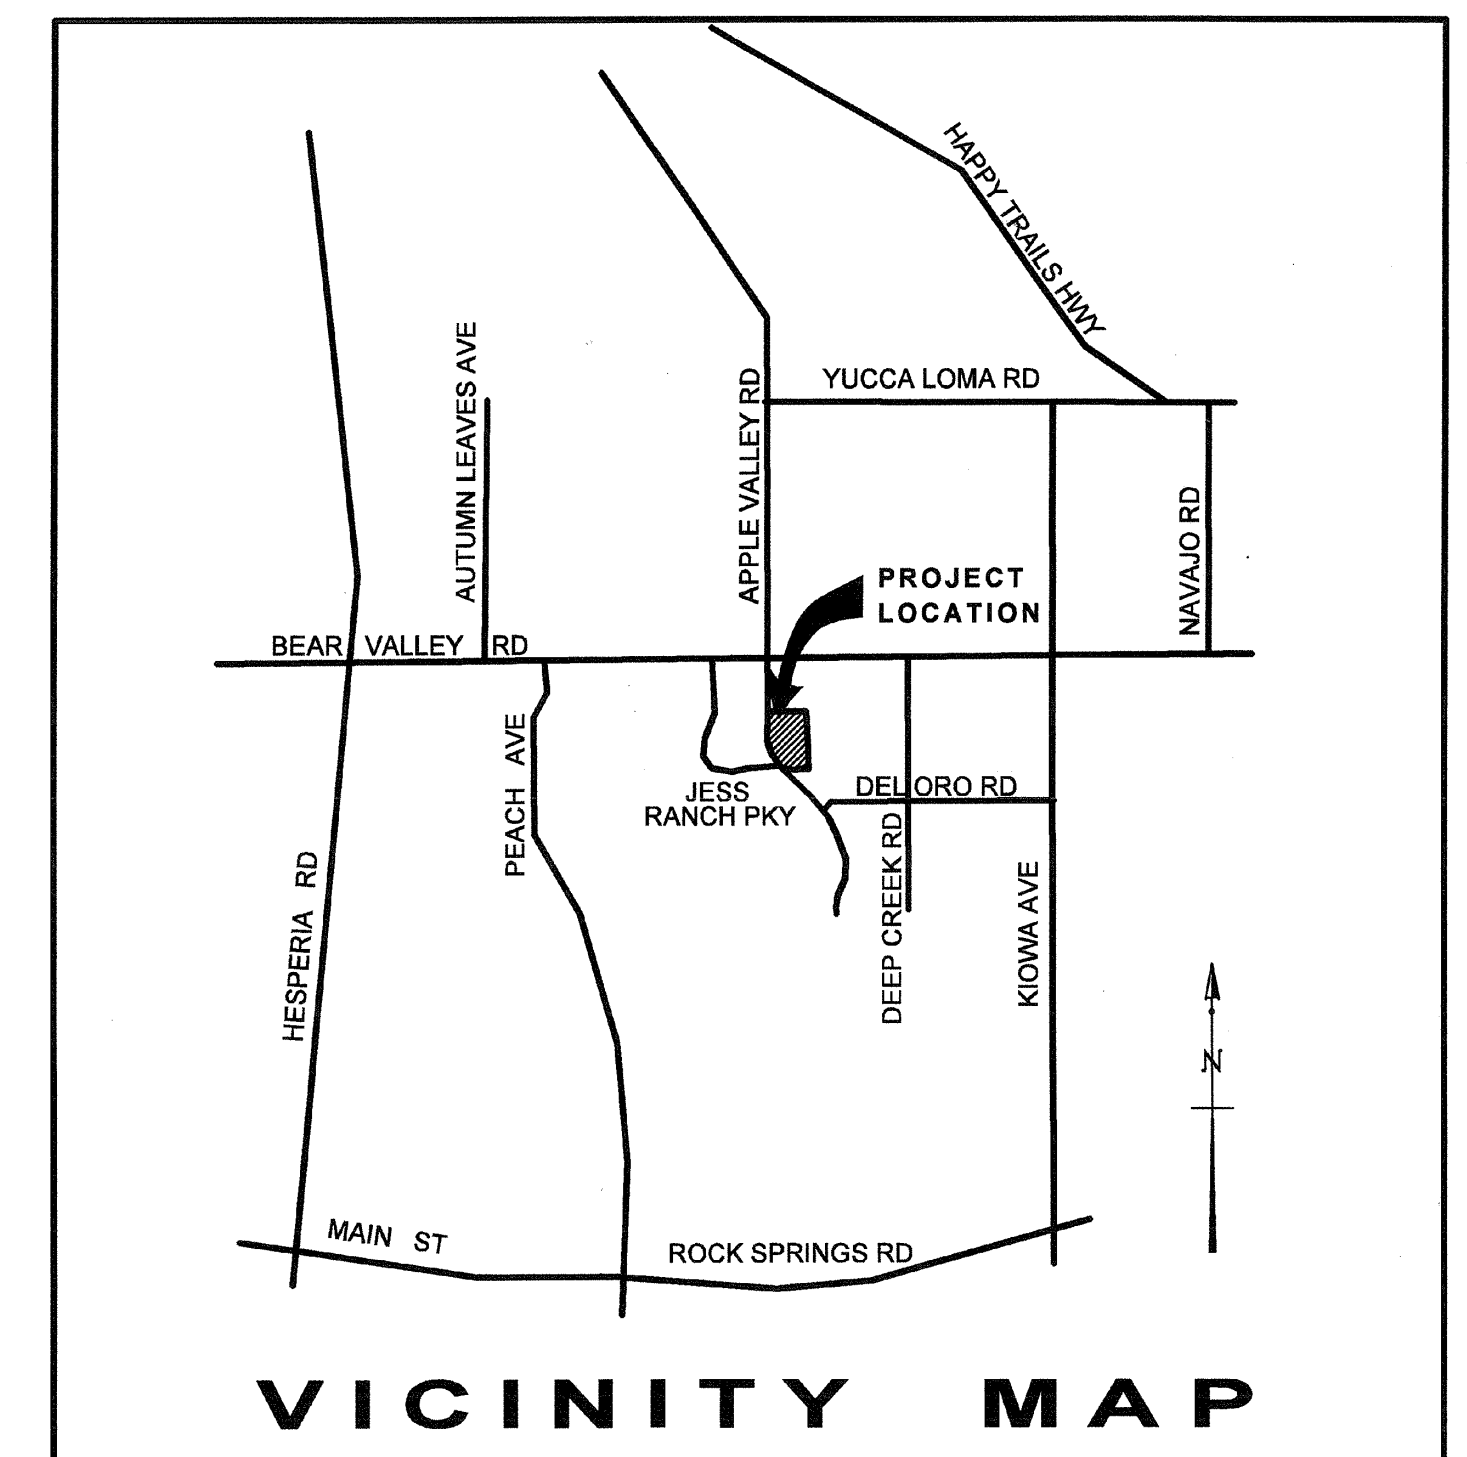 HAPPY TRAILS HWY
YUCCA LOMA RD
AUTUMN LEAVES AVE
APPLE VALLEY RD
NAVAJO RD
PROJECT
LOCATION
BEAR VALLEY RD
PEACH AVE
JESS
RANCH PKY
DEL ORO RD
DEEP CREEK RD
KIOWA AVE
HESPERIA RD
N
MAIN ST
ROCK SPRINGS RD
VICINITY MAP